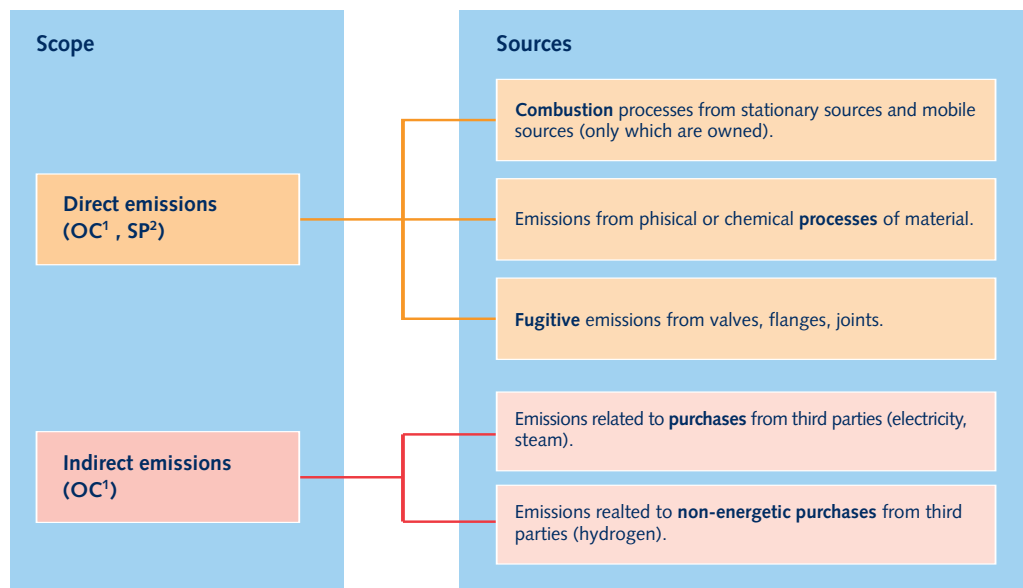 Scope
Sources
Combustion processes from stationary sources and mobile
sources (only which are owned).
Direct emissions
(OC¹ , SP²)
Emissions from phisical or chemical processes of material.
Fugitive emissions from valves, flanges, joints.
Indirect emissions
(OC¹)
Emissions related to purchases from third parties (electricity,
steam).
Emissions realted to non-energetic purchases from third
parties (hydrogen).